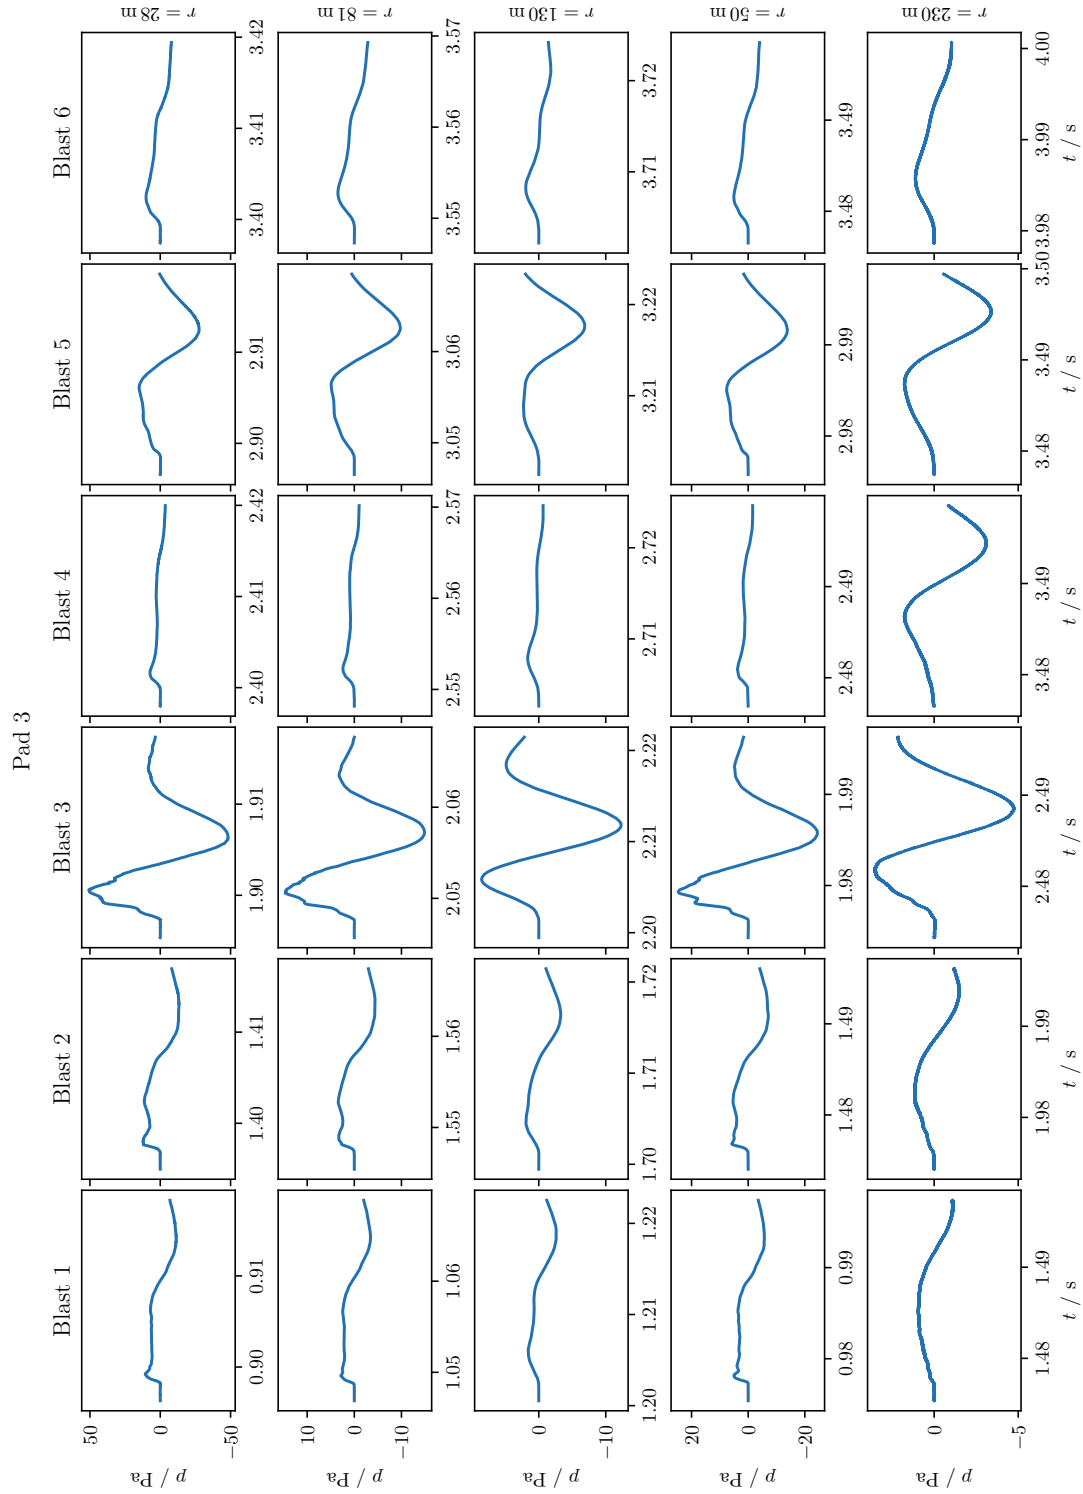 Pad 3
Blast 1 Blast 2 Blast 3 Blast 4 Blast 5 Blast 6
p / Pa
50
0
−50
r = 28 m
0.90 0.91 1.40 1.41 1.90 1.91 2.40 2.41 2.42 2.90 2.91 3.40 3.41 3.42
p / Pa
10
0
−10
r = 81 m
1.05 1.06 1.55 1.56 2.05 2.06 2.55 2.56 2.57 3.05 3.06 3.55 3.56 3.57
p / Pa
0
−10
r = 130 m
1.20 1.21 1.22 1.70 1.71 1.72 2.20 2.21 2.22 2.71 2.72 3.21 3.22 3.71 3.72
p / Pa
20
0
−20
r = 50 m
0.98 0.99 1.48 1.49 1.98 1.99 2.48 2.49 2.98 2.99 3.48 3.49
p / Pa
0
−5
r = 230 m
1.48 1.49 1.98 1.99 2.48 2.49 3.48 3.49 3.48 3.49 3.50 3.98 3.99 4.00
t / s t / s t / s t / s t / s t / s